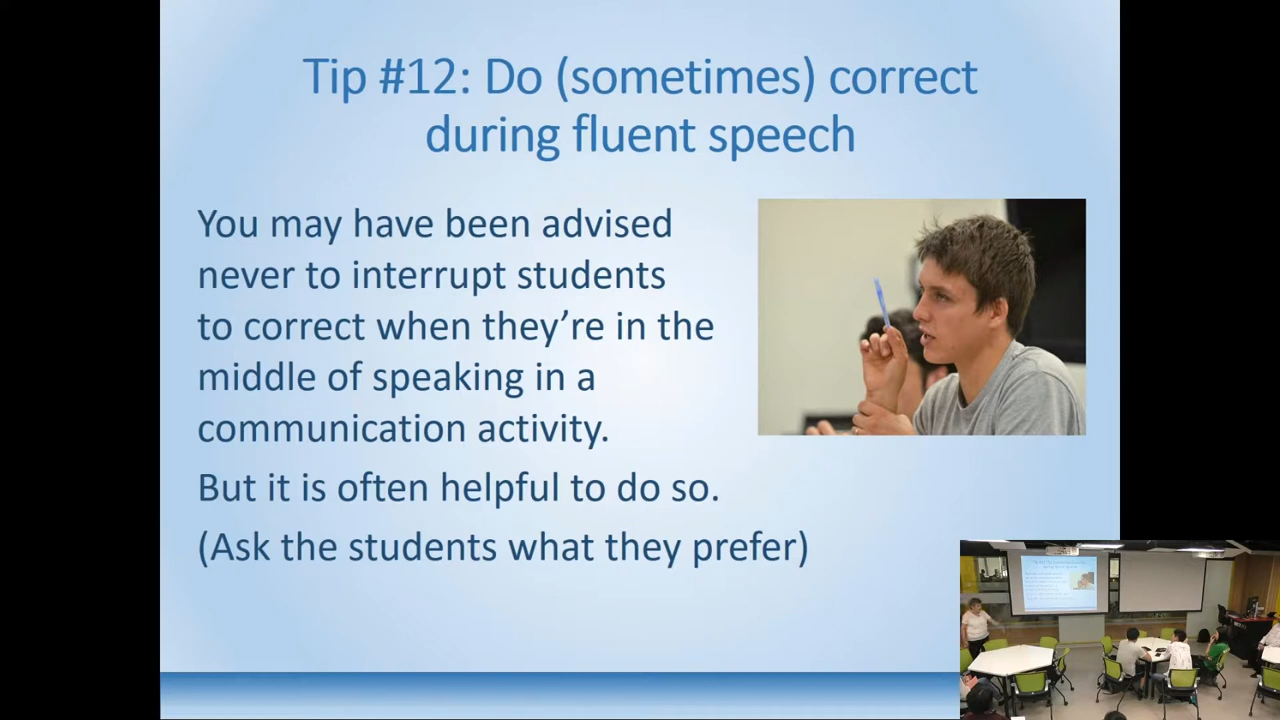 Tip #12: Do (sometimes) correct
during fluent speech
You may have been advised
never to interrupt students
to correct when they’re in the
middle of speaking in a
communication activity.
But it is often helpful to do so.
(Ask the students what they prefer)